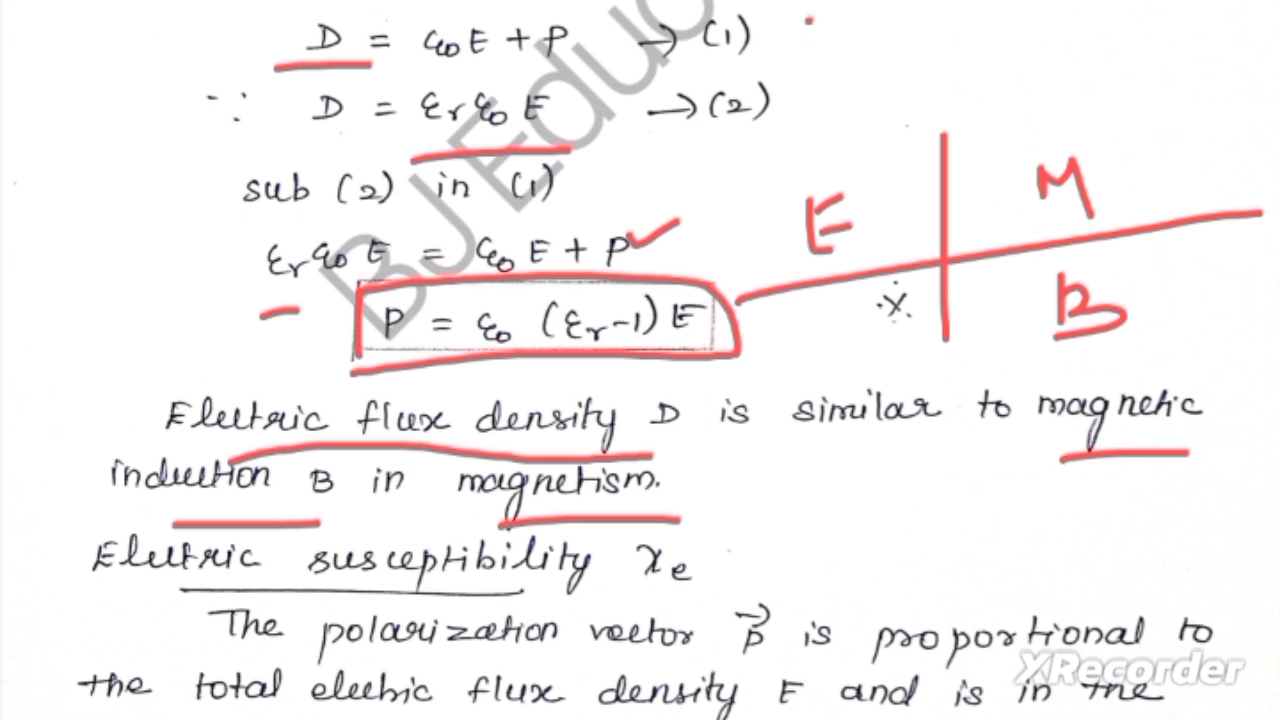 D = ε₀E + P → (1)
∵ D = εᵣε₀E → (2)
sub (2) in (1)
εᵣε₀E = ε₀E + P
P = ε₀ (εᵣ-1) E
E
M
B
Electric flux density D is similar to magnetic
induction B in magnetism.
Electric susceptibility χe
The polarization vector P⃗ is proportional to
the total electric flux density E and is in the
BJ Educ
XRecorder